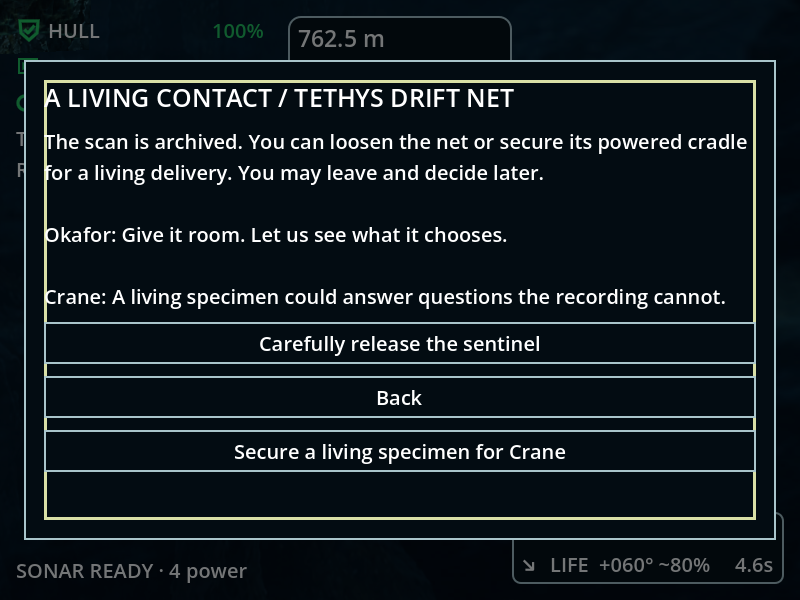 HULL 100%
762.5 m
A LIVING CONTACT / TETHYS DRIFT NET
The scan is archived. You can loosen the net or secure its powered cradle
for a living delivery. You may leave and decide later.
Okafor: Give it room. Let us see what it chooses.
Crane: A living specimen could answer questions the recording cannot.
Carefully release the sentinel
Back
Secure a living specimen for Crane
SONAR READY · 4 power
↘ LIFE +060° ~80% 4.6s